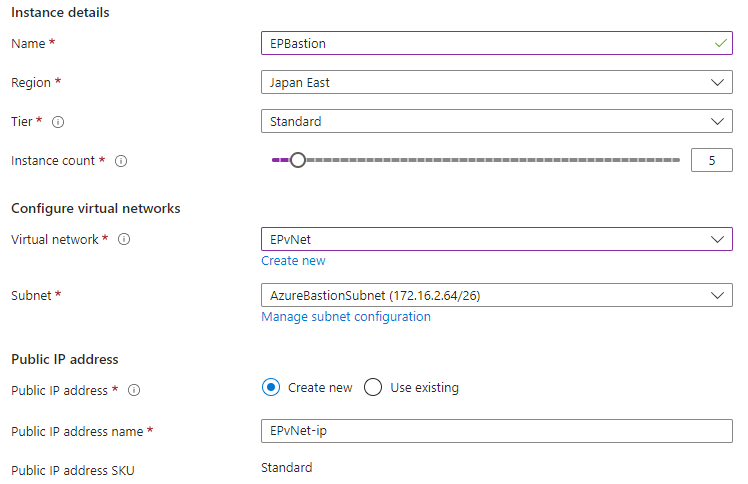 Instance details
Name * EPBastion
Region * Japan East
Tier * Standard
Instance count * 5
Configure virtual networks
Virtual network * EPvNet
Create new
Subnet * AzureBastionSubnet (172.16.2.64/26)
Manage subnet configuration
Public IP address
Public IP address * Create new Use existing
Public IP address name * EPvNet-ip
Public IP address SKU Standard